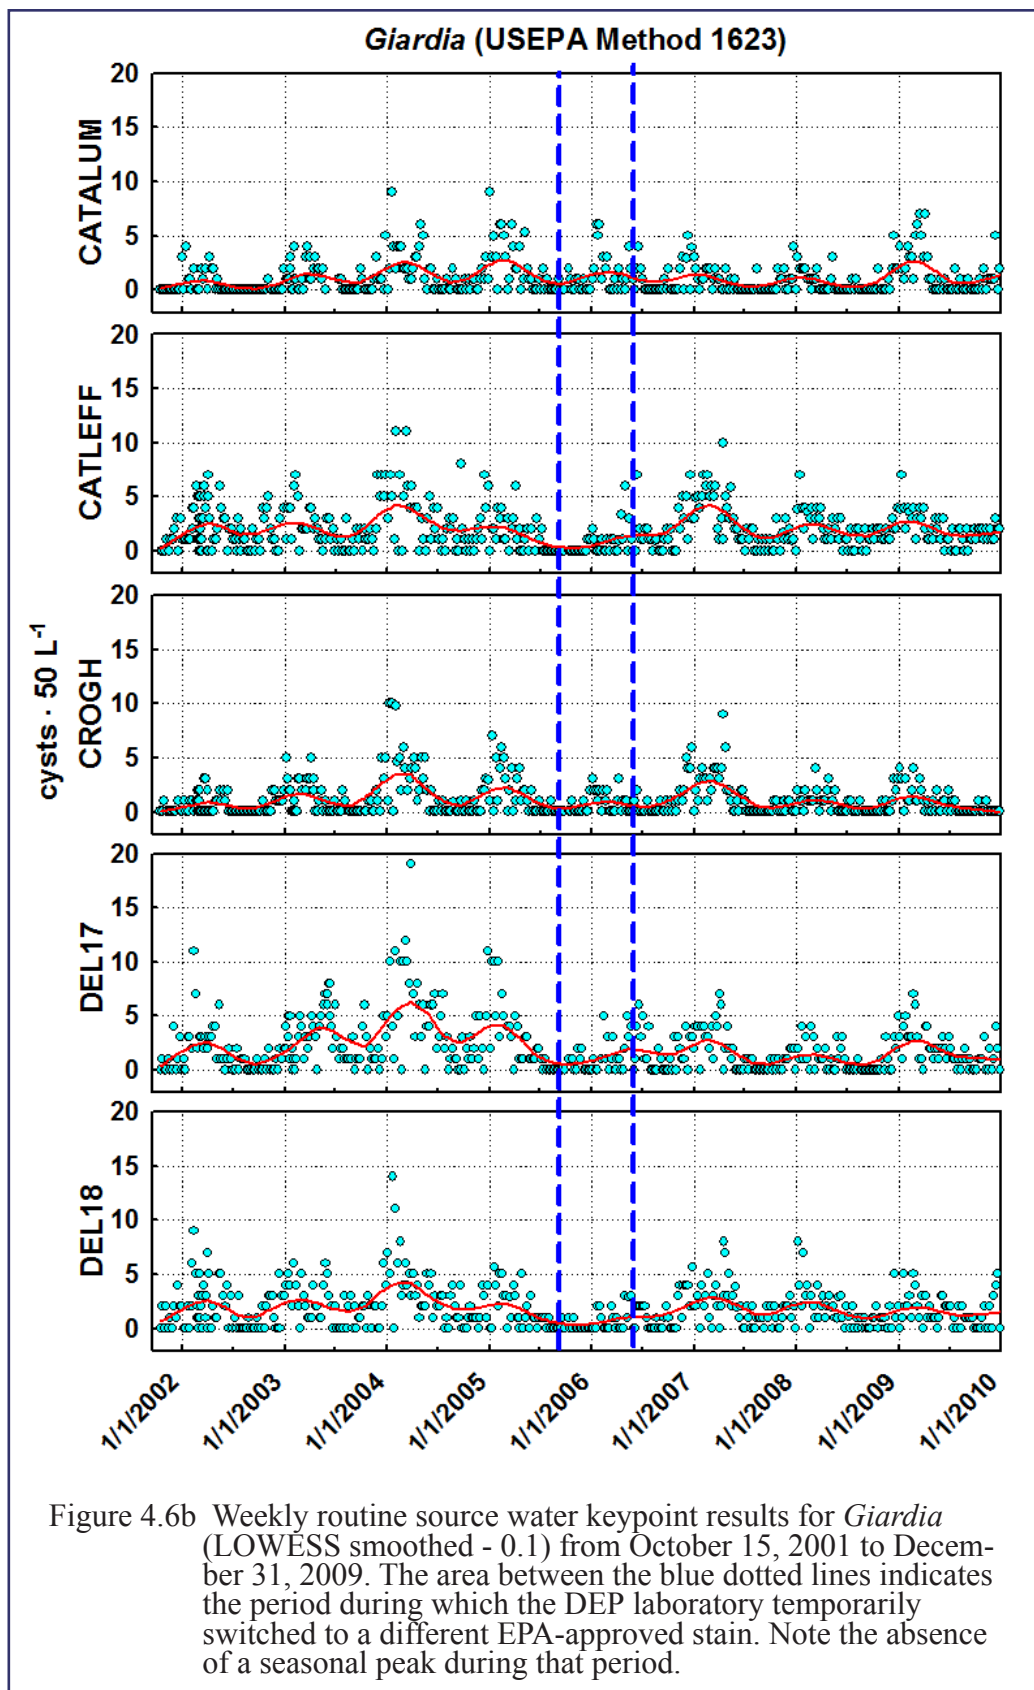 Giardia (USEPA Method 1623)
20
15
10
5
0
CATALUM
20
15
10
5
0
CATLEFF
20
15
10
5
0
CROGH
cysts · 50 L-1
20
15
10
5
0
DEL17
20
15
10
5
0
DEL18
1/1/2002
1/1/2003
1/1/2004
1/1/2005
1/1/2006
1/1/2007
1/1/2008
1/1/2009
1/1/2010
Figure 4.6b Weekly routine source water keypoint results for Giardia
(LOWESS smoothed - 0.1) from October 15, 2001 to Decem-
ber 31, 2009. The area between the blue dotted lines indicates
the period during which the DEP laboratory temporarily
switched to a different EPA-approved stain. Note the absence
of a seasonal peak during that period.